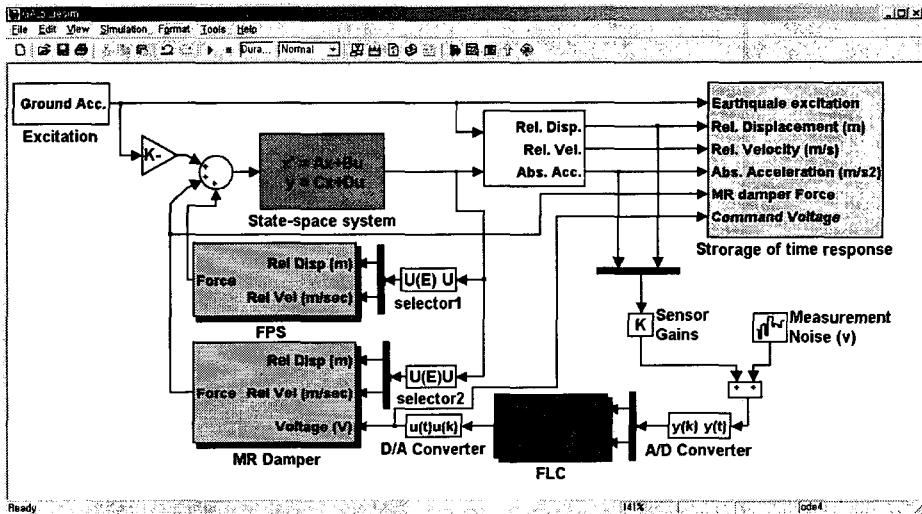 File Edit View Simulation Format Tools Help
Dura... Normal
Ground Acc.
Excitation
K-
x' = Ax+Bu
y = Cx+Du
State-space system
Rel. Disp.
Rel. Vel.
Abs. Acc.
Earthquale excitation
Rel. Displacement (m)
Rel. Velocity (m/s)
Abs. Acceleration (m/s2)
MR damper Force
Command Voltage
Strorage of time response
Force
Rel Disp (m)
Rel Vel (m/sec)
FPS
U(E) U
selector1
K
Sensor
Gains
Measurement
Noise (v)
Force
Rel Disp (m)
Rel Vel (m/sec)
Voltage (V)
MR Damper
U(E) U
selector2
u(t)u(k)
D/A Converter
FLC
y(k) y(t)
A/D Converter
Ready
141%
ode4